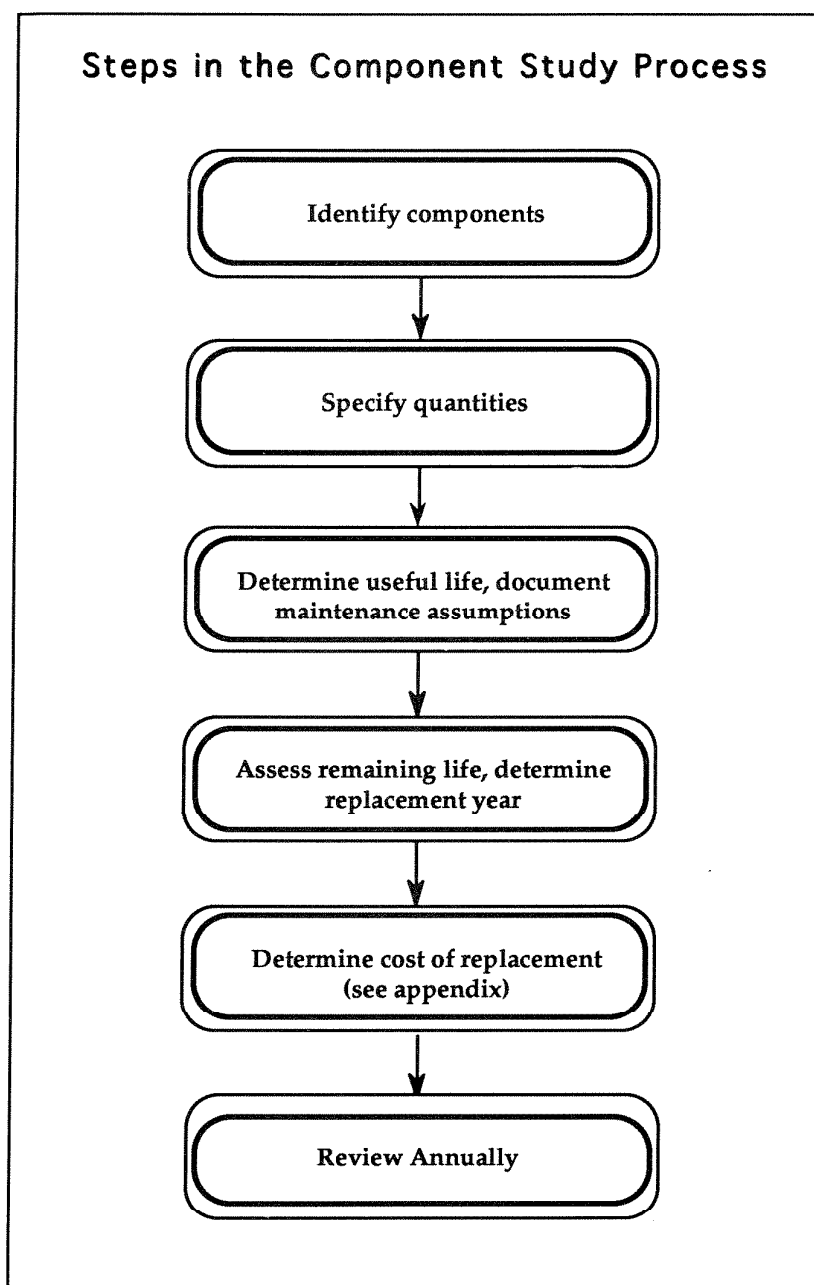 Steps in the Component Study Process
Identify components
Specify quantities
Determine useful life, document
maintenance assumptions
Assess remaining life, determine
replacement year
Determine cost of replacement
(see appendix)
Review Annually